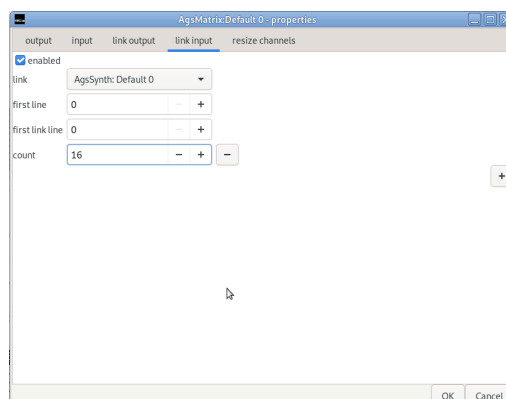 AgsMatrix:Default 0 - properties
output input link output link input resize channels
enabled
link AgsSynth: Default 0
first line 0 − +
first link line 0 − +
count 16 − + −
+
OK Cancel